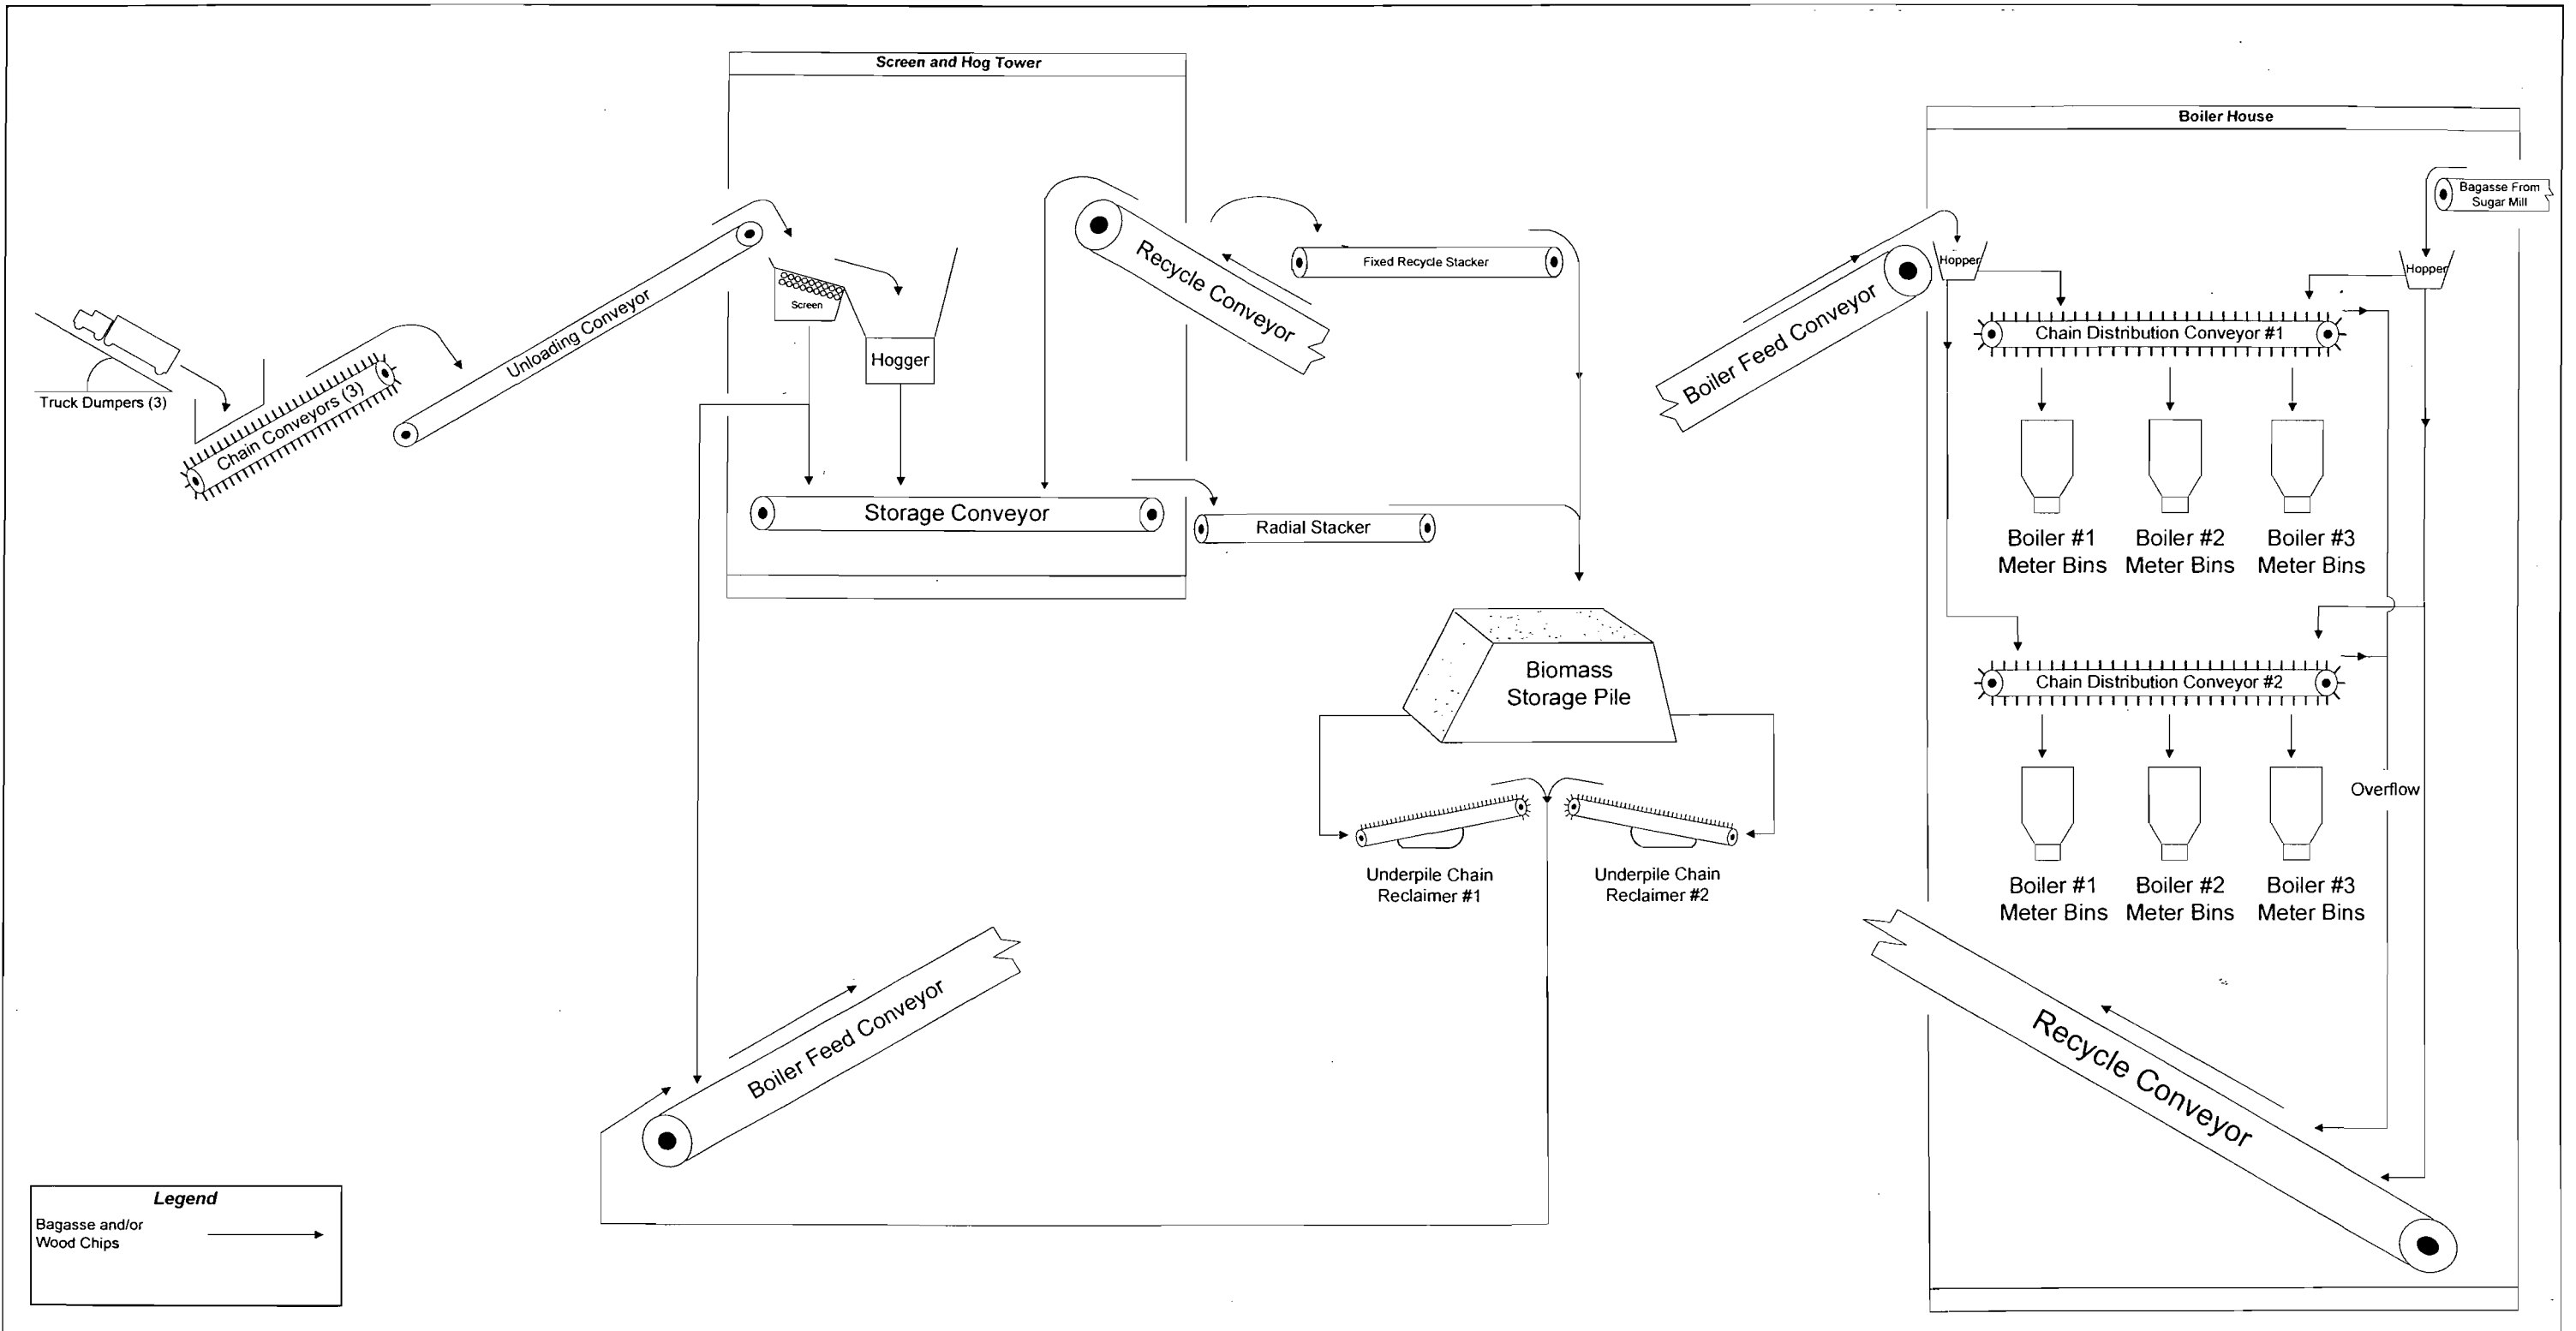 Screen and Hog Tower
Boiler House
Bagasse From
Sugar Mill
Recycle Conveyor
Fixed Recycle Stacker
Hopper
Hopper
Unloading Conveyor
Screen
Hogger
Boiler Feed Conveyor
Chain Distribution Conveyor #1
Truck Dumpers (3)
Chain Conveyors (3)
Storage Conveyor
Radial Stacker
Boiler #1
Meter Bins
Boiler #2
Meter Bins
Boiler #3
Meter Bins
Biomass
Storage Pile
Chain Distribution Conveyor #2
Overflow
Underpile Chain
Reclaimer #1
Underpile Chain
Reclaimer #2
Boiler #1
Meter Bins
Boiler #2
Meter Bins
Boiler #3
Meter Bins
Boiler Feed Conveyor
Recycle Conveyor
Legend
Bagasse and/or
Wood Chips